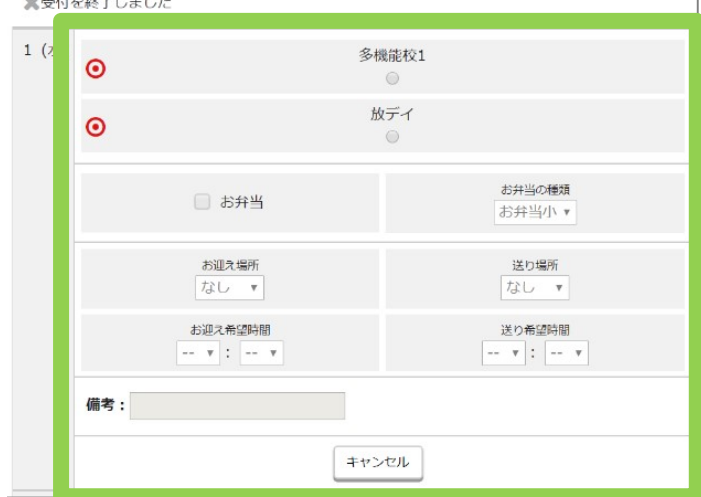 ✖受付を終了しました
1 (
多機能校1
放デイ
お弁当
お弁当の種類
お弁当小 ▼
お迎え場所
送り場所
なし ▼
なし ▼
お迎え希望時間
送り希望時間
-- ▼ : -- ▼
-- ▼ : -- ▼
備考：
キャンセル